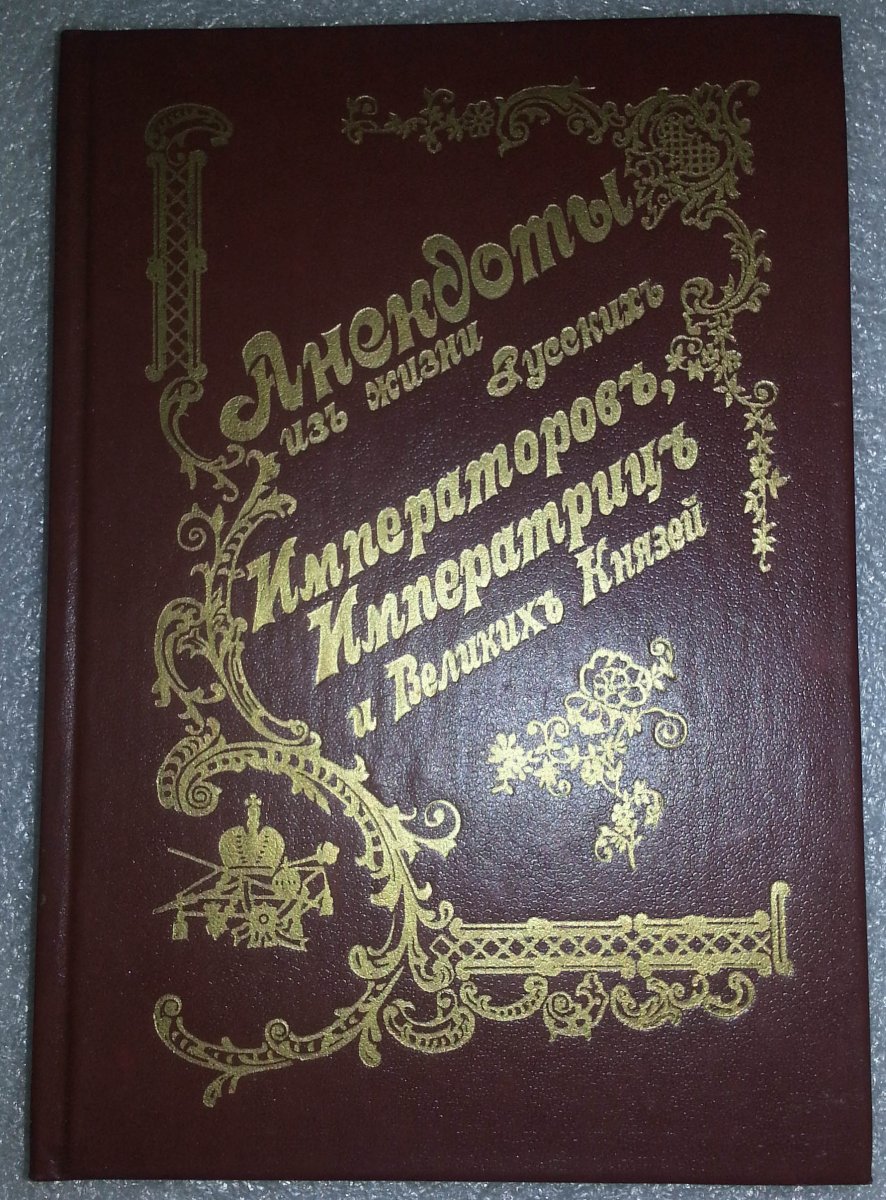 Анекдоты
изъ жизни Русскихъ
Императоровъ,
Императрицъ
и Великихъ Князей